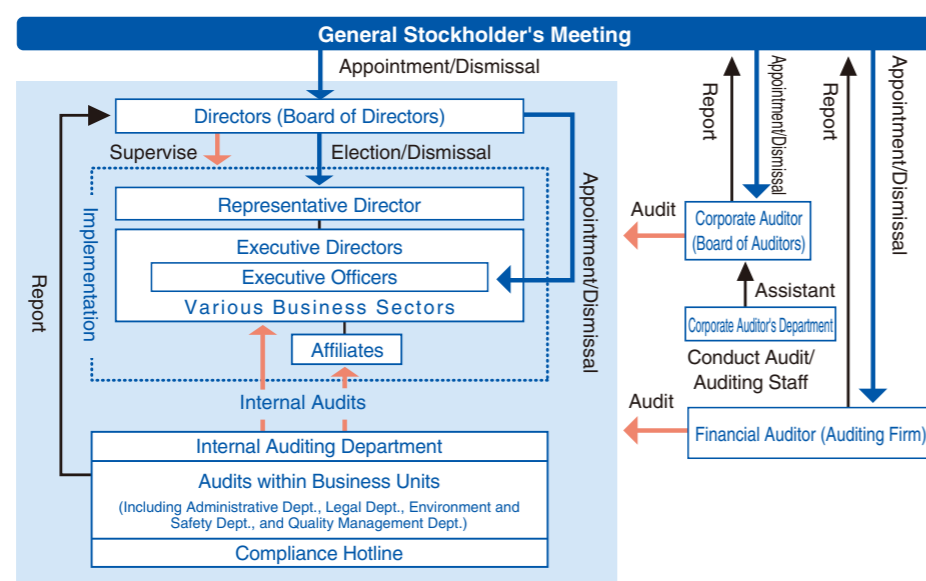 General Stockholder's Meeting
Appointment/Dismissal
Directors (Board of Directors)
Supervise
Election/Dismissal
Implementation
Representative Director
Executive Directors
Executive Officers
Various Business Sectors
Affiliates
Appointment/Dismissal
Report
Internal Audits
Internal Auditing Department
Audits within Business Units
(Including Administrative Dept., Legal Dept., Environment and
Safety Dept., and Quality Management Dept.)
Compliance Hotline
Report
Appointment/Dismissal
Report
Appointment/Dismissal
Audit
Corporate Auditor
(Board of Auditors)
Assistant
Corporate Auditor's Department
Conduct Audit/
Auditing Staff
Audit
Financial Auditor (Auditing Firm)